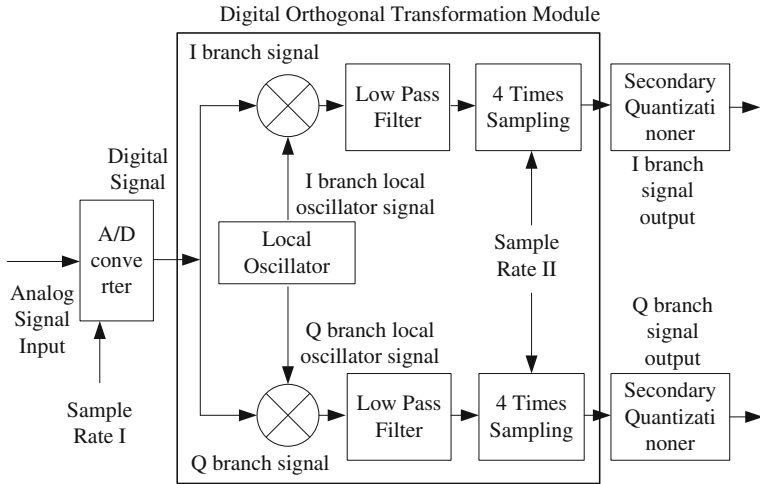 Digital Orthogonal Transformation Module
I branch signal
Low Pass
Filter
4 Times
Sampling
Secondary
Quantizati
noner
I branch
signal
output
Digital
Signal
I branch local
oscillator signal
A/D
conve
rter
Local
Oscillator
Sample
Rate II
Analog
Signal
Input
Q branch
signal
output
Q branch local
oscillator signal
Sample
Rate I
Low Pass
Filter
4 Times
Sampling
Secondary
Quantizati
noner
Q branch signal